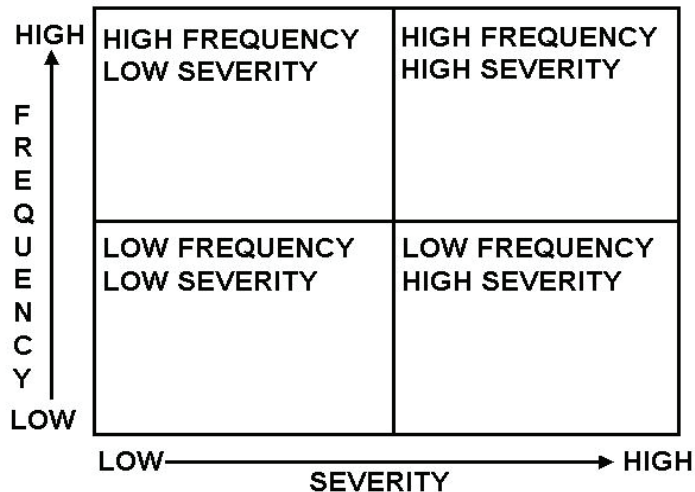 HIGH
HIGH FREQUENCY
LOW SEVERITY
HIGH FREQUENCY
HIGH SEVERITY
FREQUENCY
LOW FREQUENCY
LOW SEVERITY
LOW FREQUENCY
HIGH SEVERITY
LOW
LOW
HIGH
SEVERITY